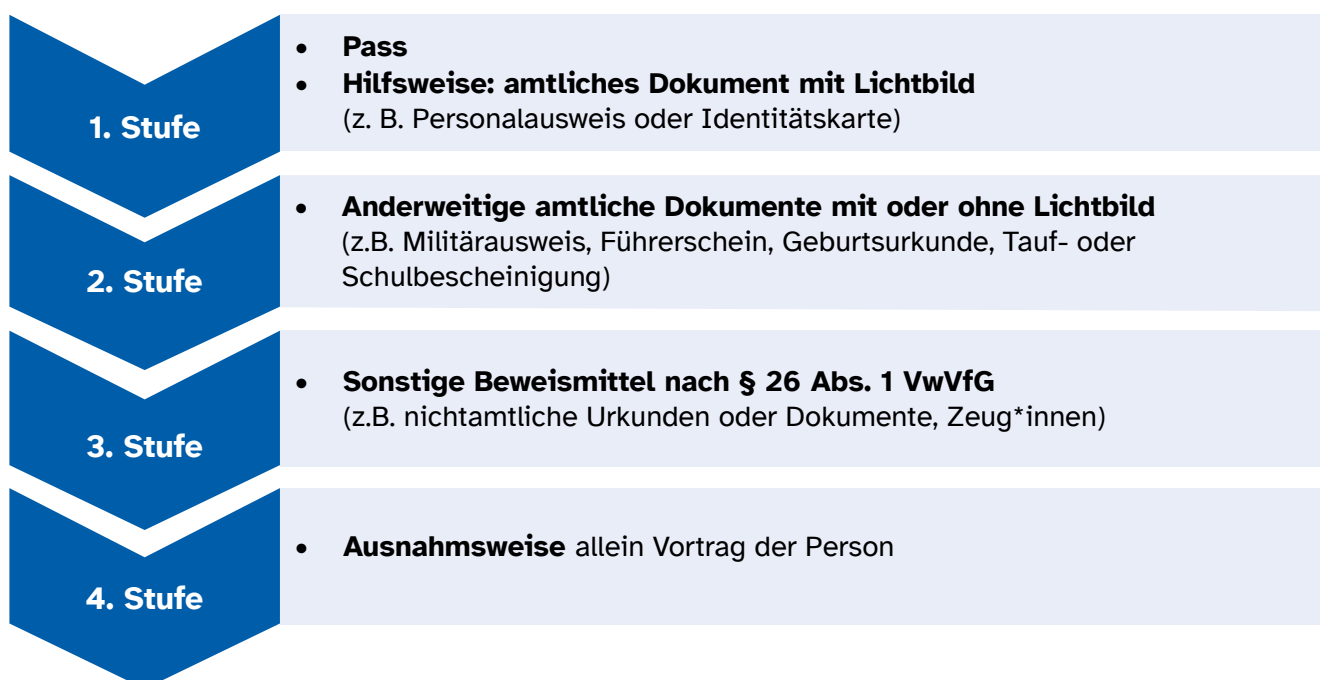 1. Stufe
• Pass
• Hilfsweise: amtliches Dokument mit Lichtbild
(z. B. Personalausweis oder Identitätskarte)
2. Stufe
• Anderweitige amtliche Dokumente mit oder ohne Lichtbild
(z.B. Militärausweis, Führerschein, Geburtsurkunde, Tauf- oder
Schulbescheinigung)
3. Stufe
• Sonstige Beweismittel nach § 26 Abs. 1 VwVfG
(z.B. nichtamtliche Urkunden oder Dokumente, Zeug*innen)
4. Stufe
• Ausnahmsweise allein Vortrag der Person